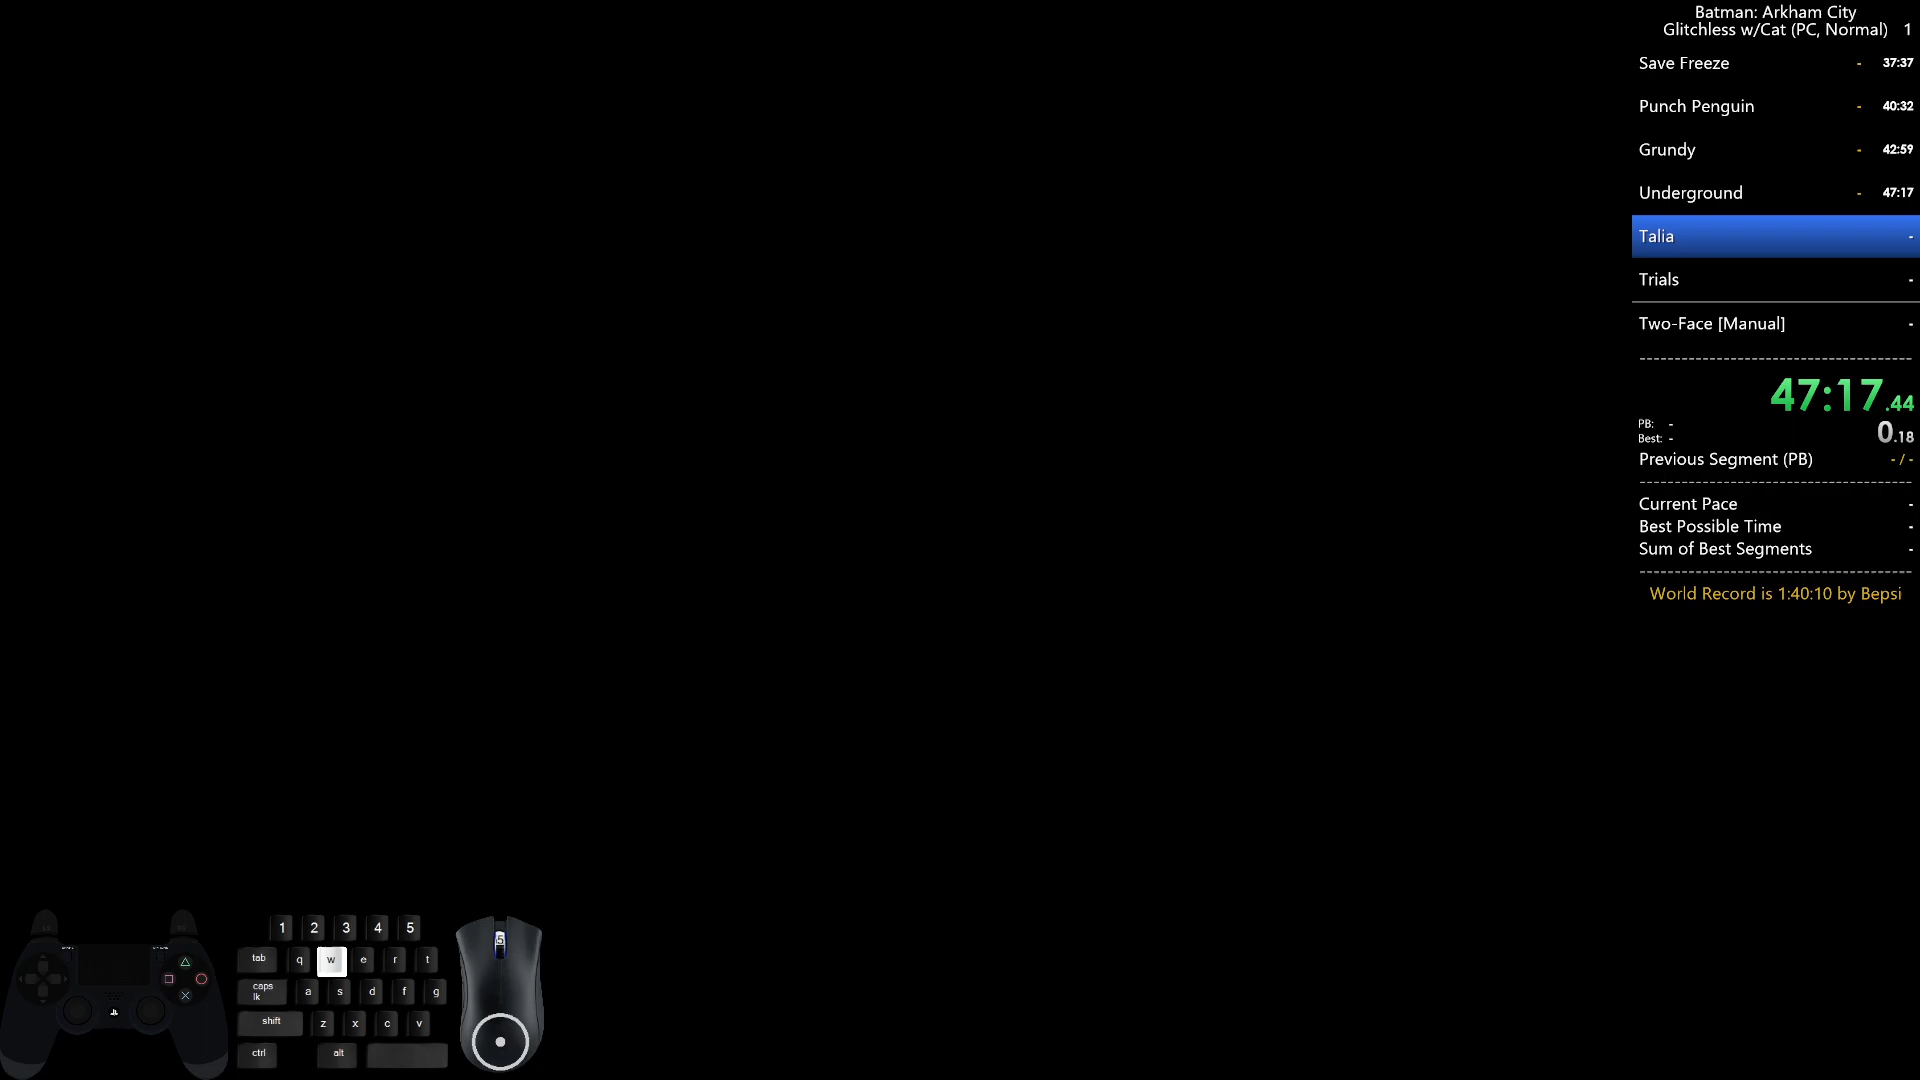 Batman: Arkham City
Glitchless w/Cat (PC, Normal) 1
Save Freeze - 37:37
Punch Penguin - 40:32
Grundy - 42:59
Underground - 47:17
Talia -
Trials -
Two-Face [Manual] -
47:17.44
PB: -
0.18
Best: -
Previous Segment (PB) - / -
Current Pace -
Best Possible Time -
Sum of Best Segments -
World Record is 1:40:10 by Bepsi
1 2 3 4 5
5
tab q w e r t
caps lk a s d f g
shift z x c v
ctrl alt